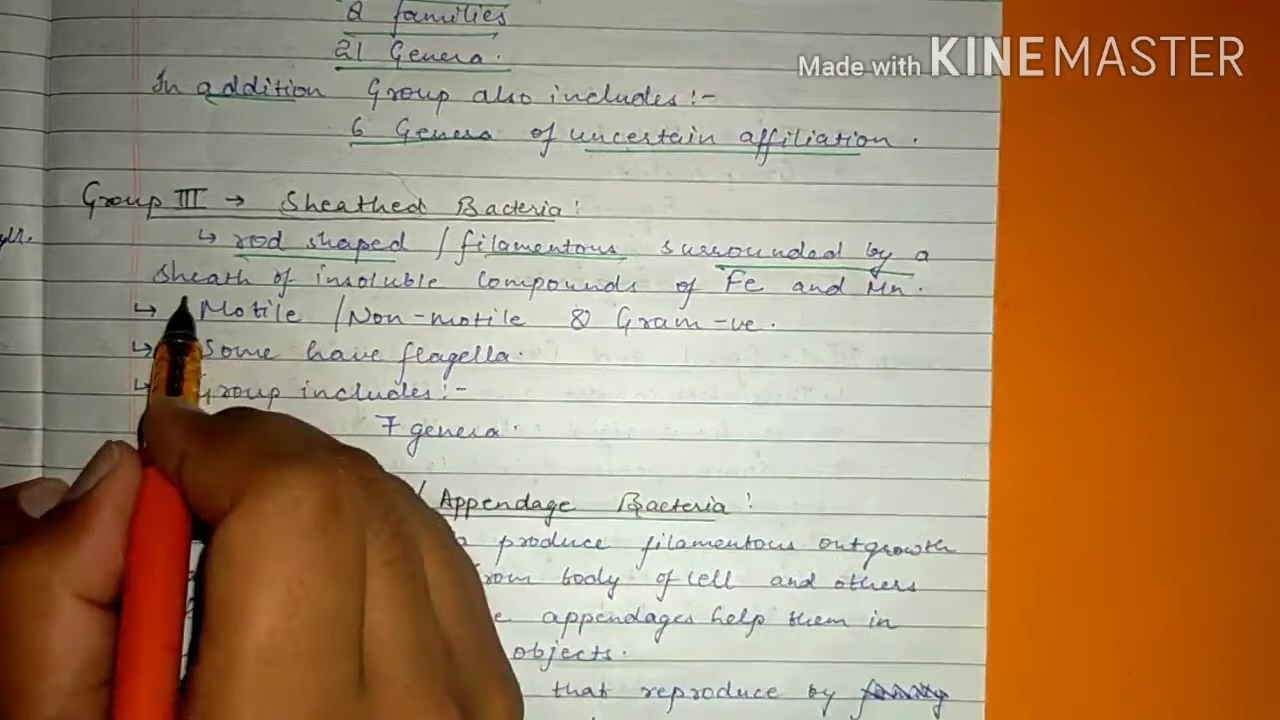 8 families
21 Genera.
Made with KINEMASTER
In addition Group also includes:-
6 Genera of uncertain affiliation.
Group III → Sheathed Bacteria:
↳ rod shaped / filamentous surrounded by a
sheath of insoluble compounds of Fe and Mn.
↳ Motile / Non-motile & Gram -ve.
↳ Some have flagella.
↳ Group includes:-
7 genera.
/ Appendage Bacteria:
produce filamentous outgrowth
from body of cell and others
appendages help them in
objects.
that reproduce by